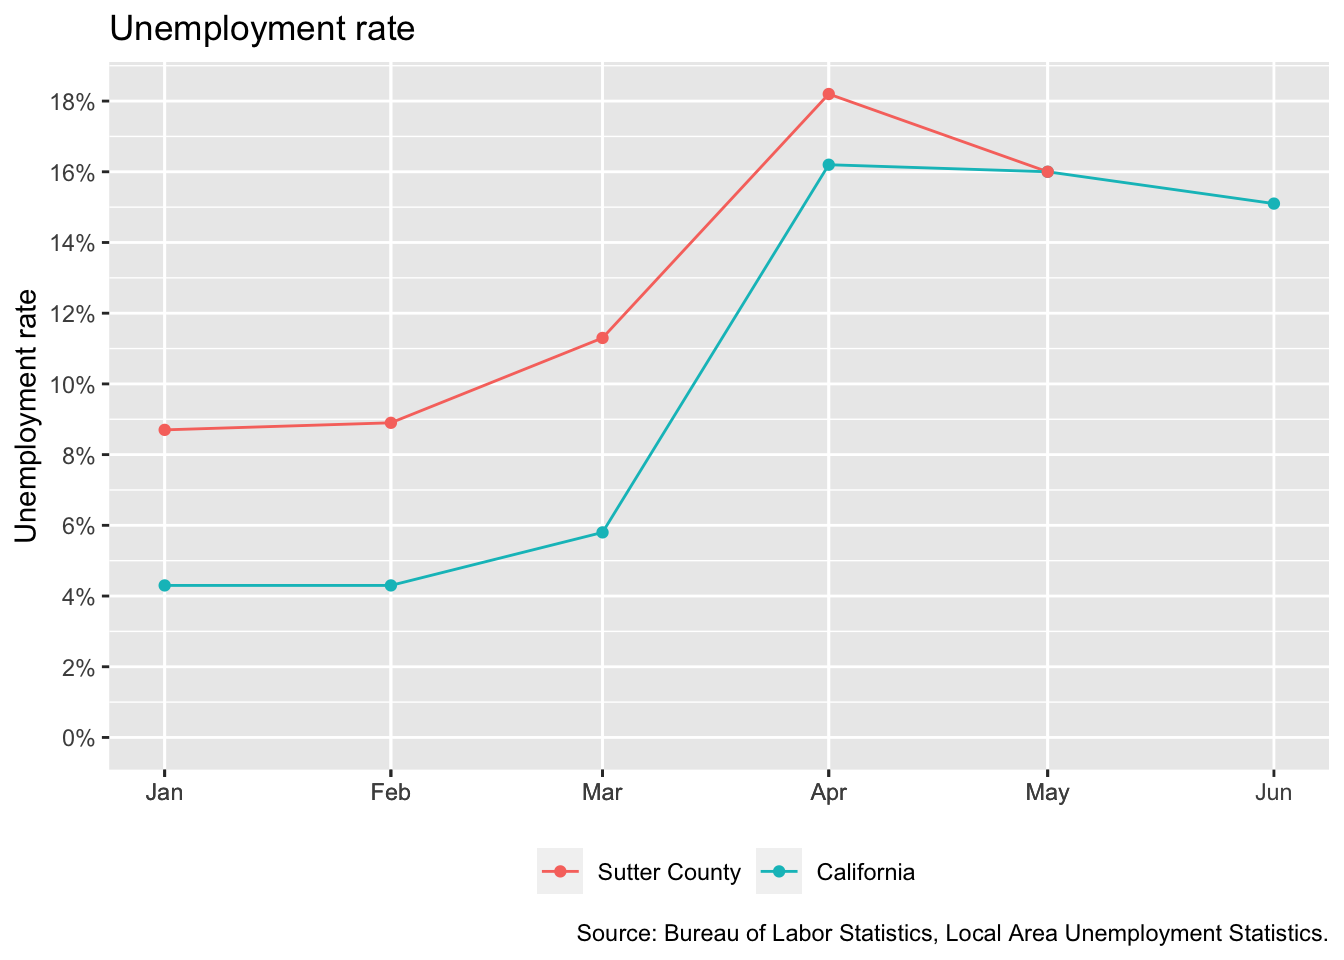 Unemployment rate
Unemployment rate
18%
16%
14%
12%
10%
8%
6%
4%
2%
0%
Jan Feb Mar Apr May Jun
Sutter County California
Source: Bureau of Labor Statistics, Local Area Unemployment Statistics.